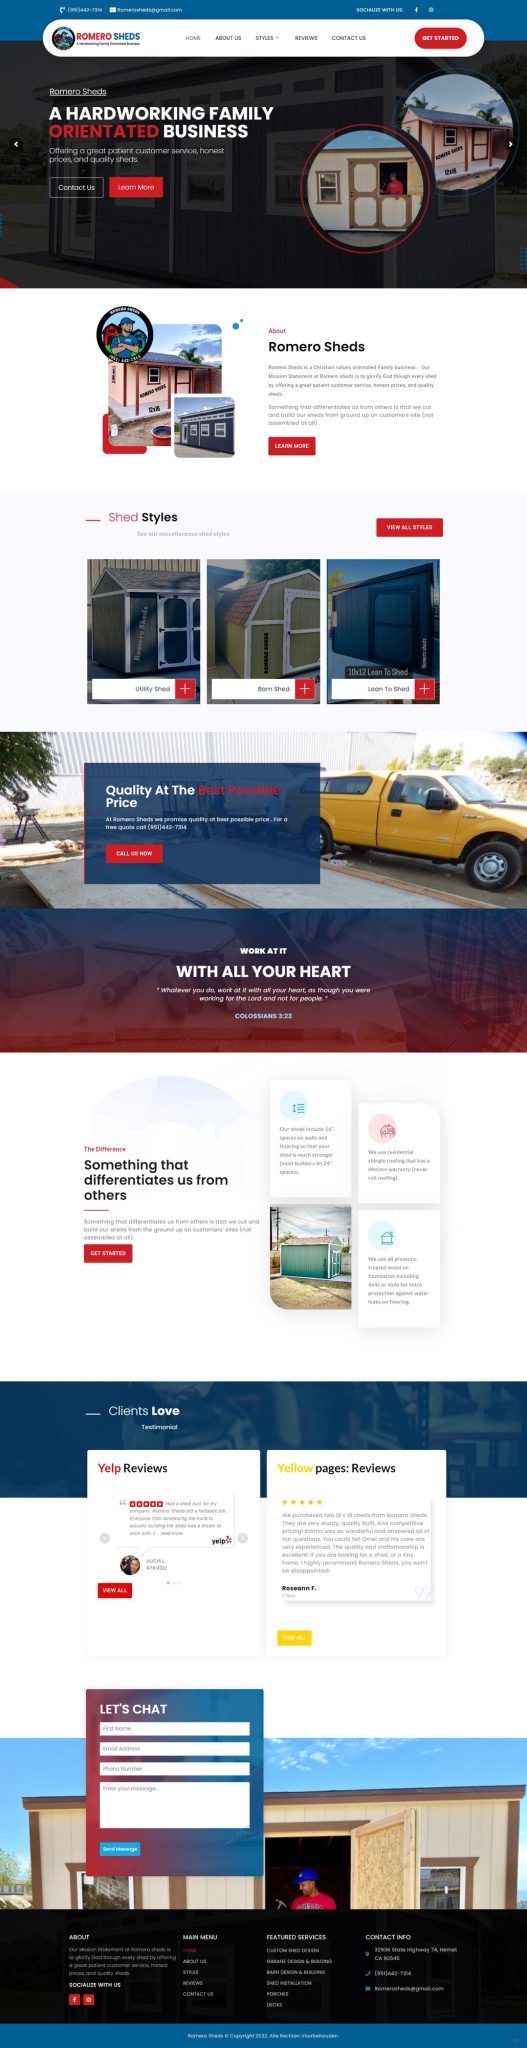 (951)442-7314
Romerosheds@gmail.com
SOCIALIZE WITH US:
ROMERO SHEDS
A Hardworking Family Orientated Business
HOME
ABOUT US
STYLES
REVIEWS
CONTACT US
GET STARTED
Romero Sheds
A HARDWORKING FAMILY
ORIENTATED BUSINESS
Offering a great patient customer service, honest
prices, and quality sheds.
Contact Us
Learn More
ROMERO SHEDS
12x18
ROMERO SHEDS
ROMERO SHEDS
12x18
About
Romero Sheds
Romero Sheds is a Christian values orientated Family business . Our
Mission Statement at Romero sheds is to glorify God though every shed
by offering a great patient customer service, honest prices, and quality
sheds.
Something that differentiates us from others is that we cut
and build our sheds from ground up on customers site (not
assembled at all) .
LEARN MORE
Shed Styles
See our miscellaneous shed styles
VIEW ALL STYLES
Romero Sheds
ROMERO SHEDS
Romero sheds
10x12 Lean To Shed
Utility Shed
Barn Shed
Lean To Shed
Quality At The Best Possible
Price
At Romero Sheds we promise quality at best possible price . For a
free quote call (951)442-7314
CALL US NOW
WORK AT IT
WITH ALL YOUR HEART
" Whatever you do, work at it with all your heart, as though you were
working for the Lord and not for people. "
COLOSSIANS 3:23
The Difference
Something that
differentiates us from
others
Something that differentiates us from others is that we cut and
build our sheds from the ground up on customers' sites (not
assembled at all).
GET STARTED
Our sheds include 16"
spaces on walls and
flooring so that your
shed is much stronger
(most builders do 24"
spaces).
We use residential
shingle roofing that has a
lifetime warranty (never
roll roofing).
We use all pressure-
treated wood on
foundation including
4x4s or 4x6s for extra
protection against water
leaks on flooring.
Clients Love
Testimonial
Yelp Reviews
Had a shed built for my
company. Romero Sheds did a fantastic job.
Everyone from scheduling the build to
actually building the shed was a dream to
work with. I... read more
yelp
ALICIA L.
9/16/2022
VIEW ALL
Yellow pages: Reviews
We purchased two 10 x 10 sheds from Romero Sheds.
They are very sturdy, quality built. And competitive
pricing! Karina was so wonderful and answered all of
our questions. You could tell Omel and his crew are
very experienced. The quality and craftsmanship is
excellent! If you are looking for a shed, or a tiny
home, I highly recommend Romero Sheds, you won't
be disappointed!
Roseann F.
Client
VIEW ALL
LET'S CHAT
First Name
Email Address
Phone Number
Enter your message...
Send Message
ABOUT
Our Mission Statement at Romero sheds is
to glorify God though every shed by offering
a great patient customer service, honest
prices, and quality sheds.
SOCIALIZE WITH US
MAIN MENU
HOME
ABOUT US
STYLES
REVIEWS
CONTACT US
FEATURED SERVICES
CUSTOM SHED DESIGN
GARAGE DESIGN & BUILDING
BARN DESIGN & BUILDING
SHED INSTALLATION
PORCHES
DECKS
CONTACT INFO
32936 State Highway 74, Hemet
CA 92545
(951)442-7314
Romerosheds@gmail.com
Romero Sheds © Copyright 2022. Alle Rechten Voorbehouden.